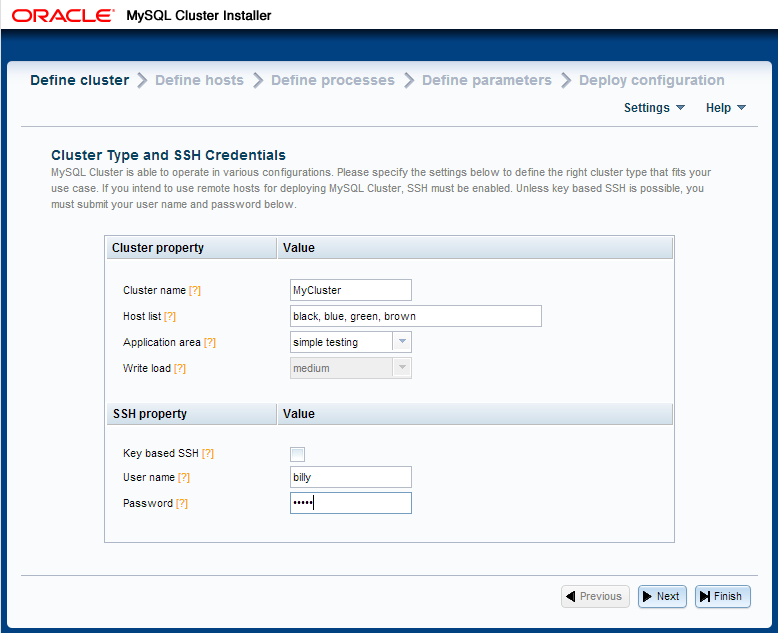 ORACLE® MySQL Cluster Installer
Define cluster Define hosts Define processes Define parameters Deploy configuration
Settings Help
Cluster Type and SSH Credentials
MySQL Cluster is able to operate in various configurations. Please specify the settings below to define the right cluster type that fits your
use case. If you intend to use remote hosts for deploying MySQL Cluster, SSH must be enabled. Unless key based SSH is possible, you
must submit your user name and password below.
Cluster property Value
Cluster name [?] MyCluster
Host list [?] black, blue, green, brown
Application area [?] simple testing
Write load [?] medium
SSH property Value
Key based SSH [?]
User name [?] billy
Password [?] •••••
Previous Next Finish